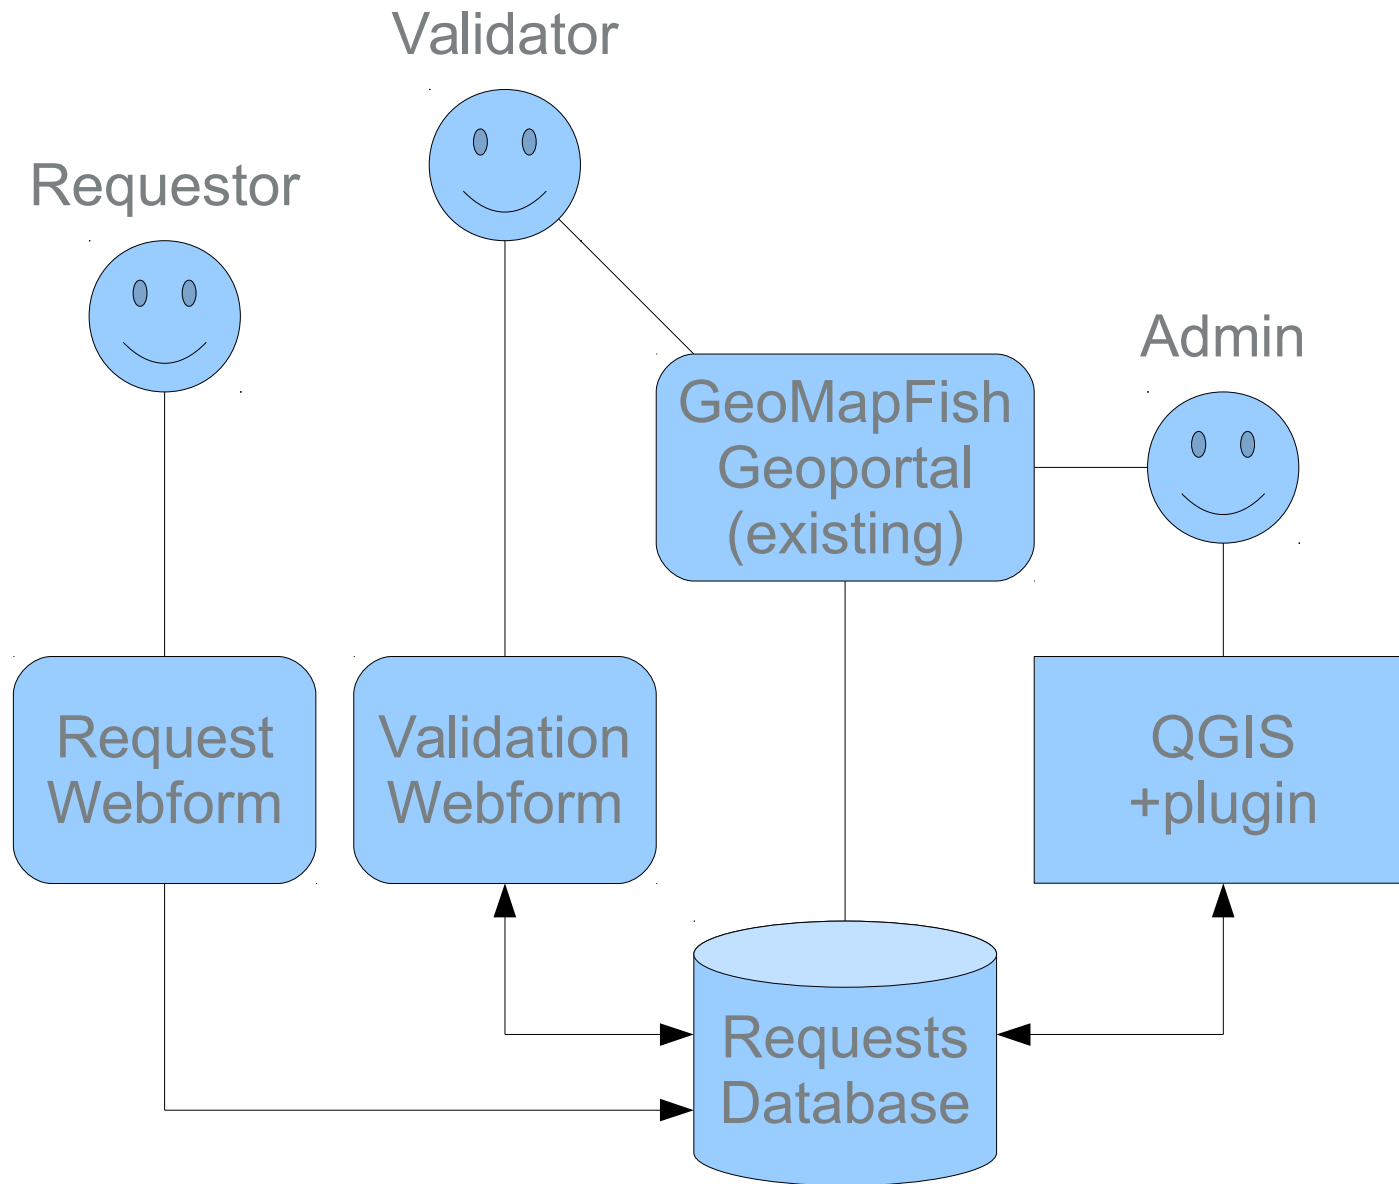 Validator
Requestor
Admin
GeoMapFish
Geoportal
(existing)
Request
Webform
Validation
Webform
QGIS
+plugin
Requests
Database